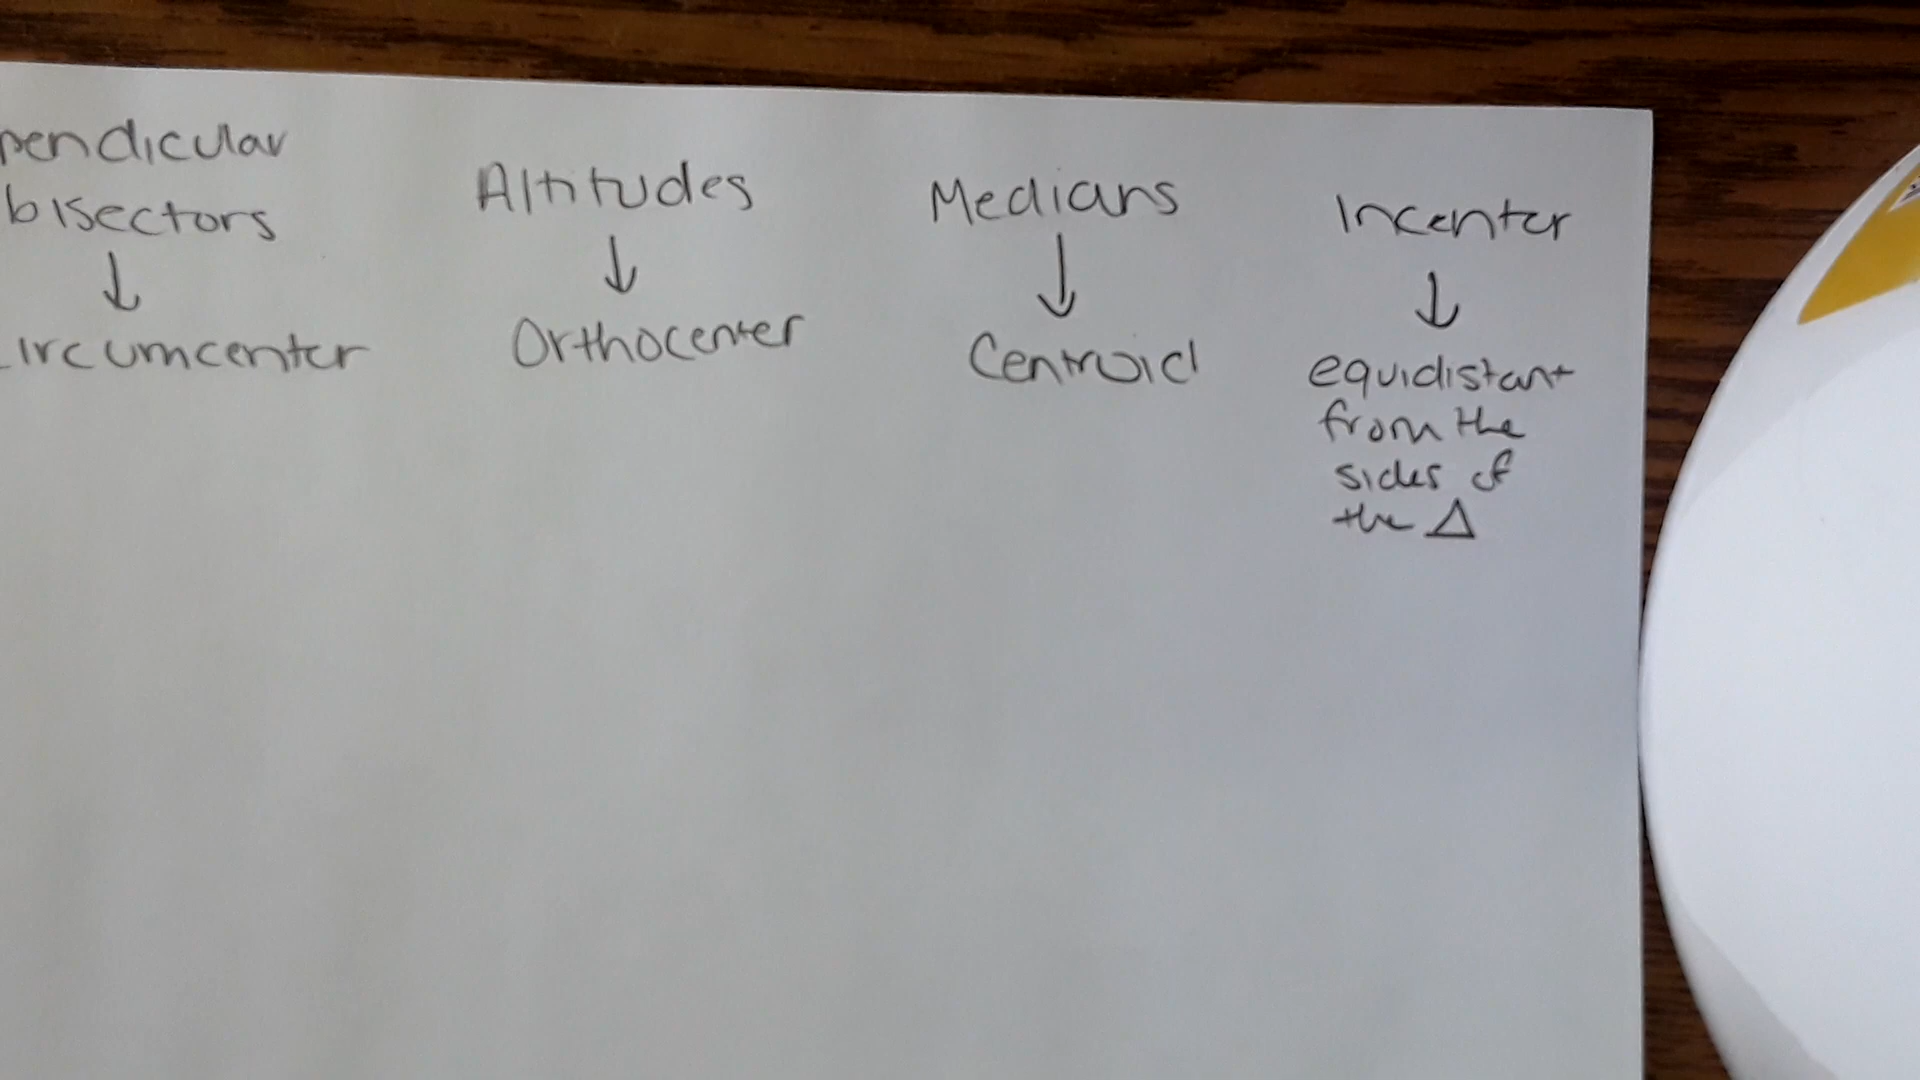 pendicular
bisectors
↓
ircumcenter
Altitudes
↓
Orthocenter
Medians
↓
Centroid
Incenter
↓
equidistant
from the
sides of
the △